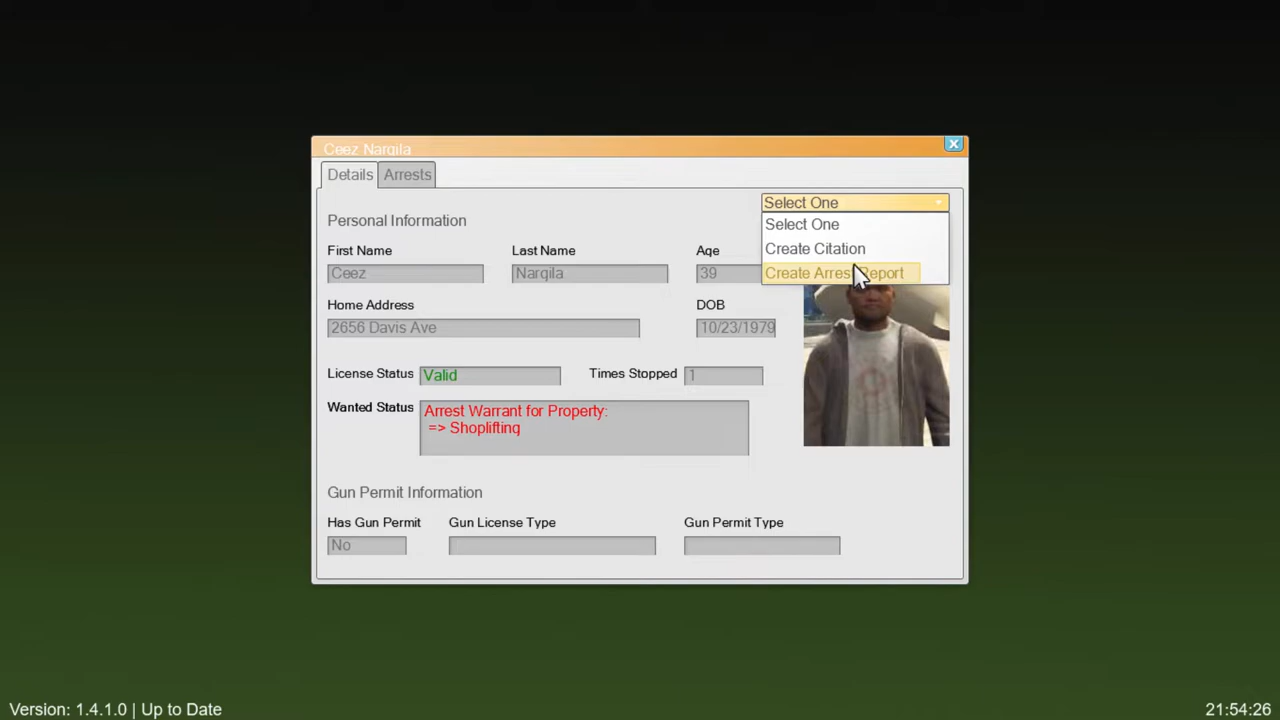 Ceez Nargila
Details Arrests
Select One
Select One
Create Citation
Create Arrest Report
Personal Information
First Name Last Name Age
Ceez Nargila 39
Home Address DOB
2656 Davis Ave 10/23/1979
License Status Valid Times Stopped 1
Wanted Status Arrest Warrant for Property:
=> Shoplifting
Gun Permit Information
Has Gun Permit Gun License Type Gun Permit Type
No
Version: 1.4.1.0 | Up to Date 21:54:26